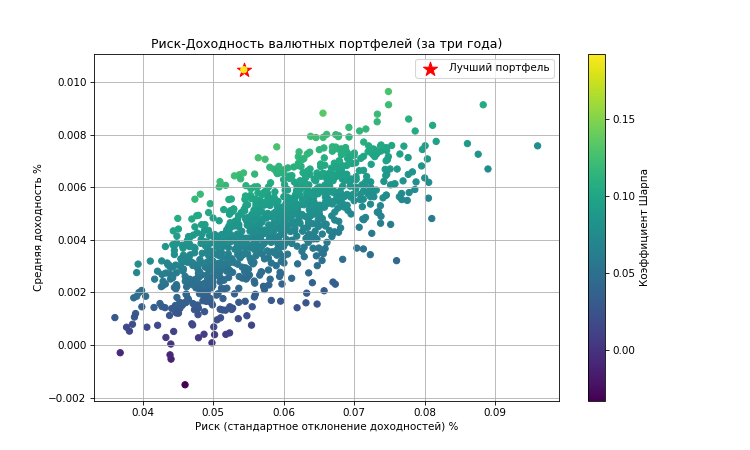 Риск-Доходность валютных портфелей (за три года)
Лучший портфель
0.010
0.008
0.006
0.004
0.002
0.000
−0.002
Средняя доходность %
0.04 0.05 0.06 0.07 0.08 0.09
Риск (стандартное отклонение доходностей) %
0.15
0.10
0.05
0.00
Коэффициент Шарпа